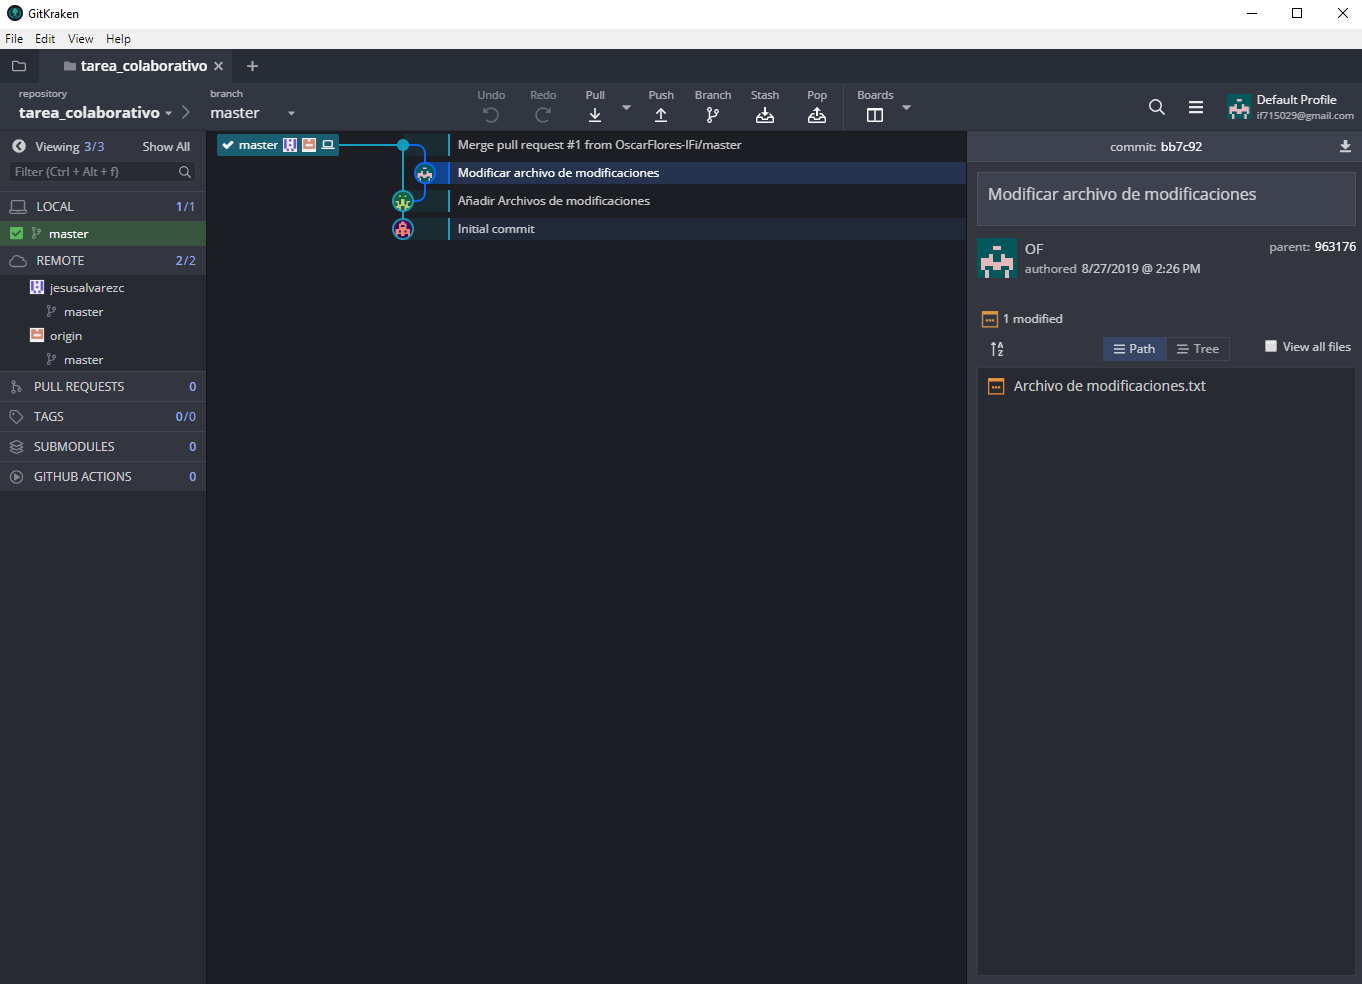 GitKraken
File Edit View Help
tarea_colaborativo
repository
tarea_colaborativo
branch
master
Undo Redo Pull Push Branch Stash Pop Boards
Default Profile
if715029@gmail.com
Viewing 3/3 Show All
Filter (Ctrl + Alt + f)
LOCAL 1/1
master
REMOTE 2/2
jesusalvarezc
master
origin
master
PULL REQUESTS 0
TAGS 0/0
SUBMODULES 0
GITHUB ACTIONS 0
master
Merge pull request #1 from OscarFlores-IFi/master
Modificar archivo de modificaciones
Añadir Archivos de modificaciones
Initial commit
commit: bb7c92
Modificar archivo de modificaciones
OF
authored 8/27/2019 @ 2:26 PM
parent: 963176
1 modified
A
Z
Path Tree View all files
Archivo de modificaciones.txt